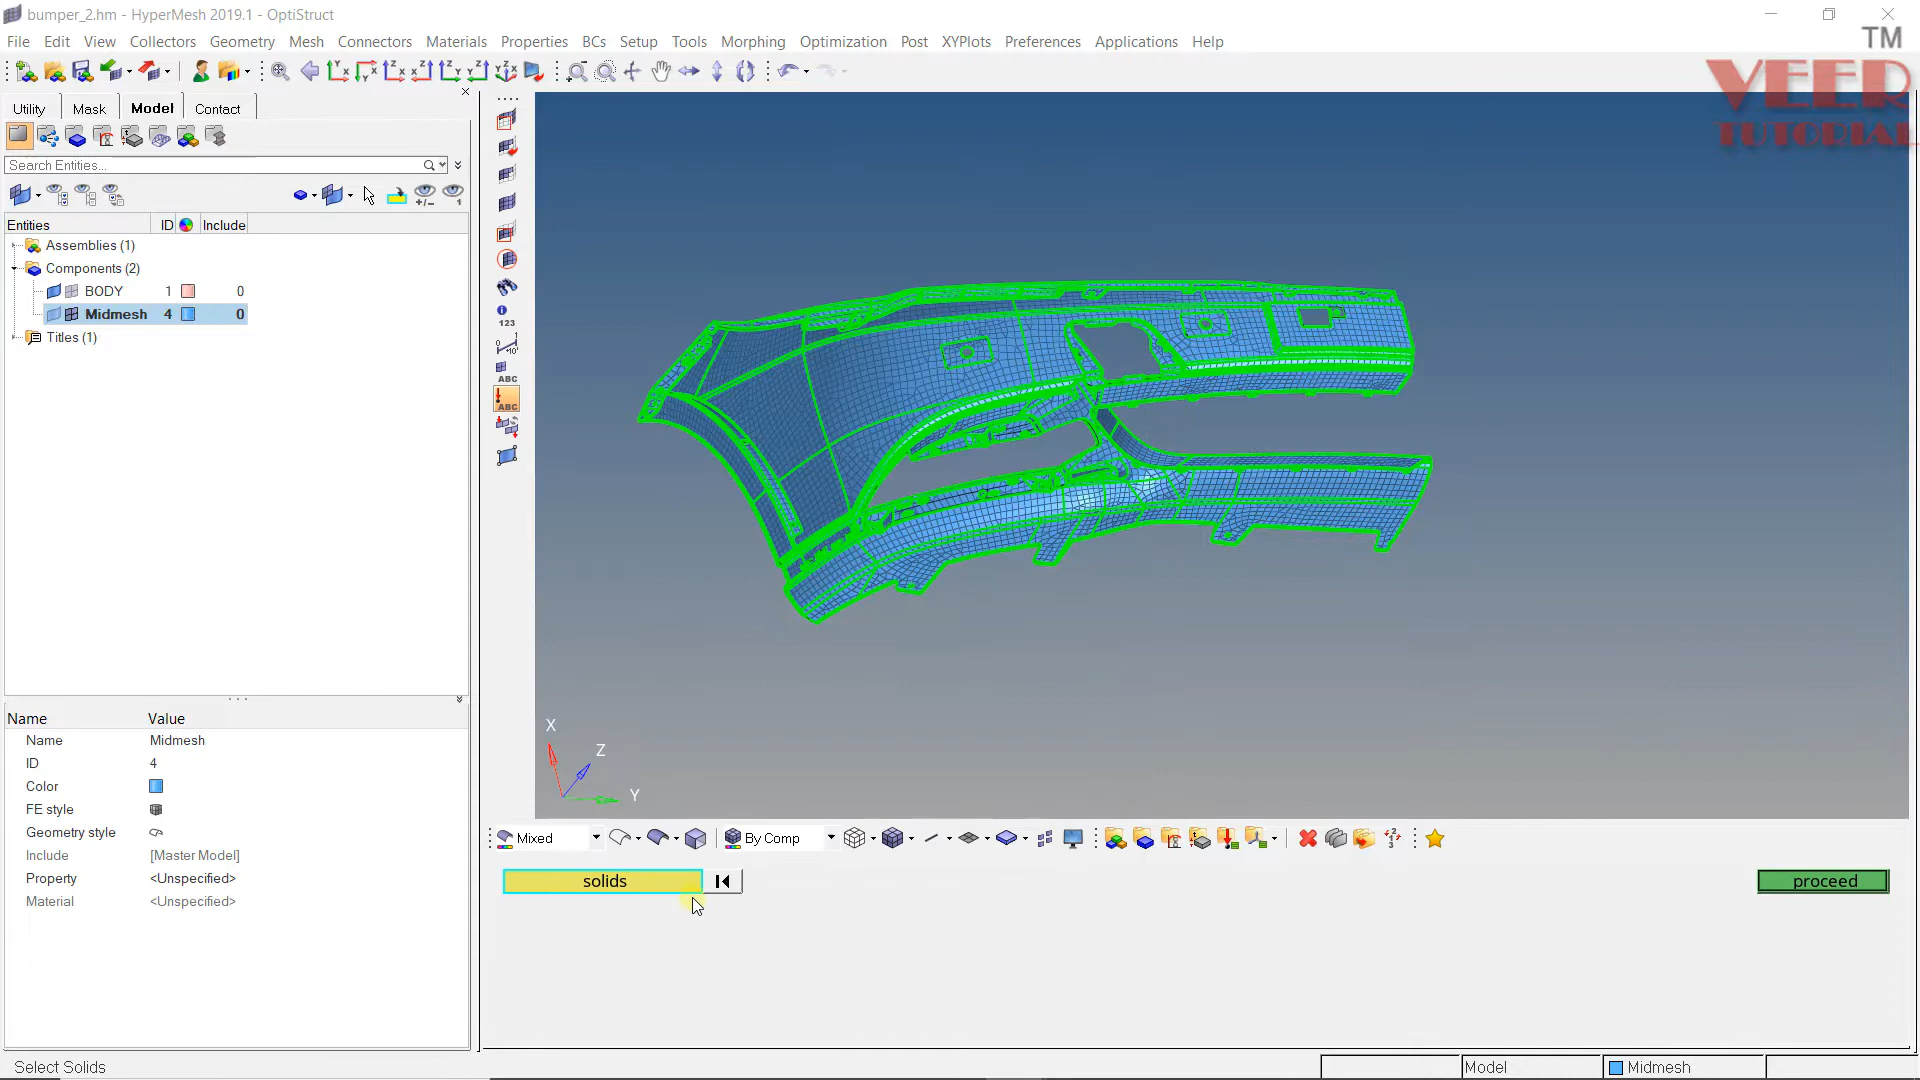 bumper_2.hm - HyperMesh 2019.1 - OptiStruct
File Edit View Collectors Geometry Mesh Connectors Materials Properties BCs Setup Tools Morphing Optimization Post XYPlots Preferences Applications Help
TM
VEER
TUTORIAL
Utility Mask Model Contact
Search Entities...
Entities ID Include
Assemblies (1)
Components (2)
BODY 1 0
Midmesh 4 0
Titles (1)
123
ABC
ABC
Name Value
Name Midmesh
ID 4
Color
FE style
Geometry style
Include [Master Model]
Property <Unspecified>
Material <Unspecified>
X
Z
Y
Mixed By Comp
solids proceed
Select Solids Model Midmesh